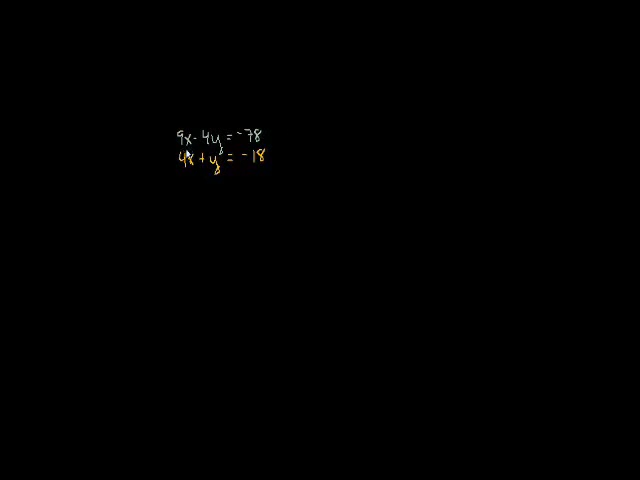 9x - 4y = -78
4x + y = -18